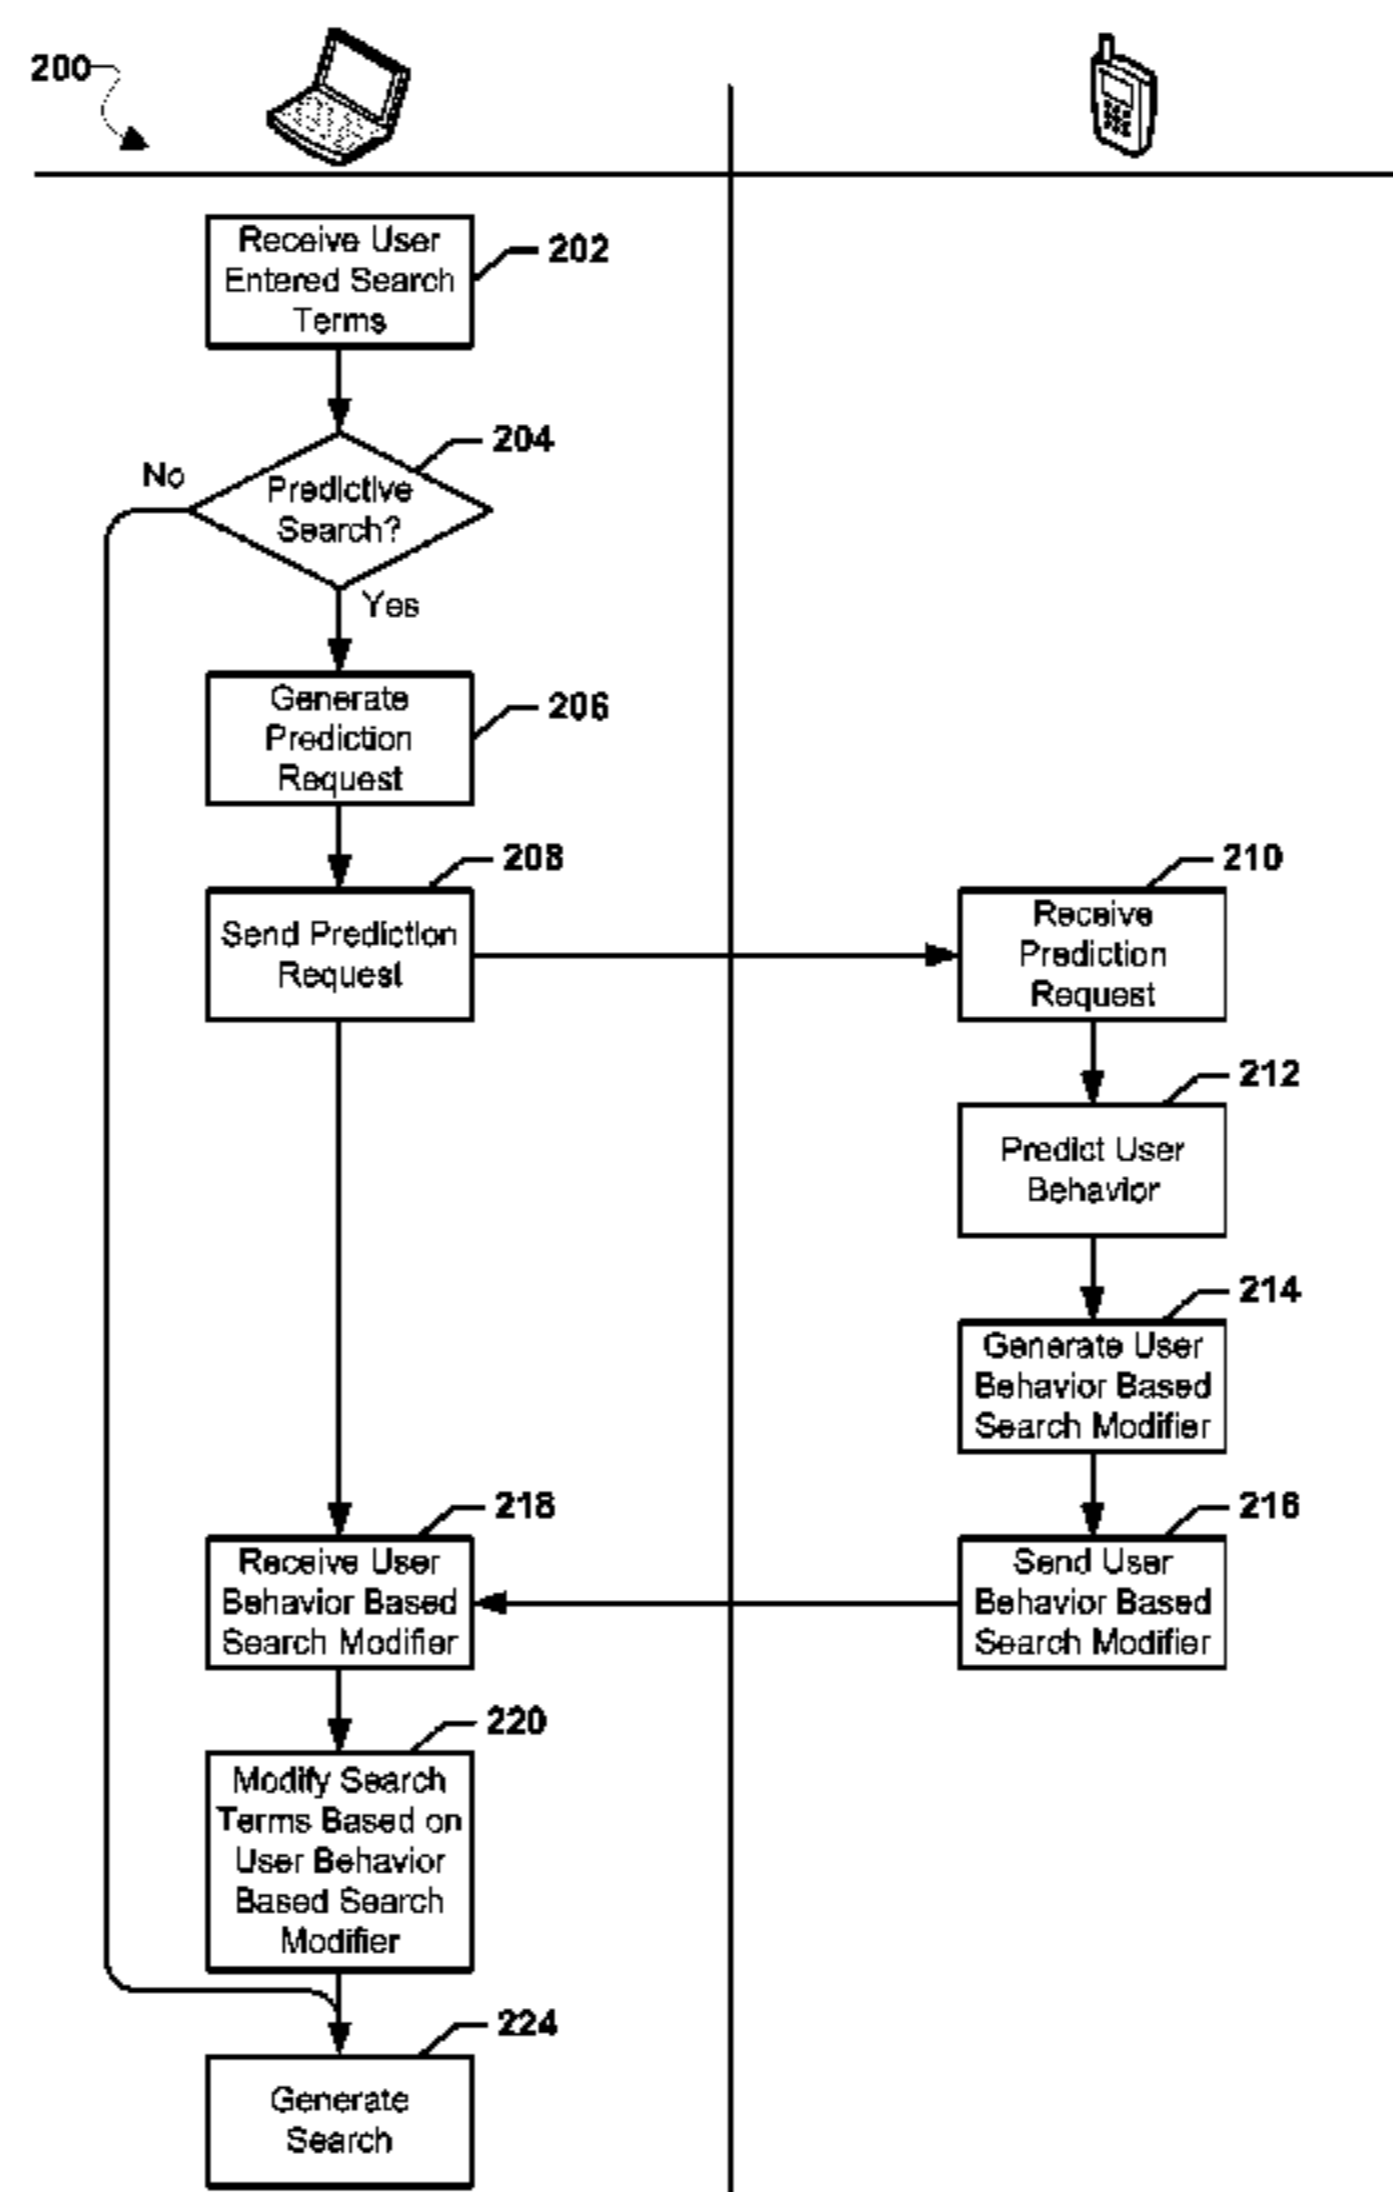 200
Receive User
Entered Search
Terms
202
204
No
Predictive
Search?
Yes
Generate
Prediction
Request
206
208
Send Prediction
Request
210
Receive
Prediction
Request
212
Predict User
Behavior
214
Generate User
Behavior Based
Search Modifier
216
Send User
Behavior Based
Search Modifier
218
Receive User
Behavior Based
Search Modifier
220
Modify Search
Terms Based on
User Behavior
Based Search
Modifier
224
Generate
Search